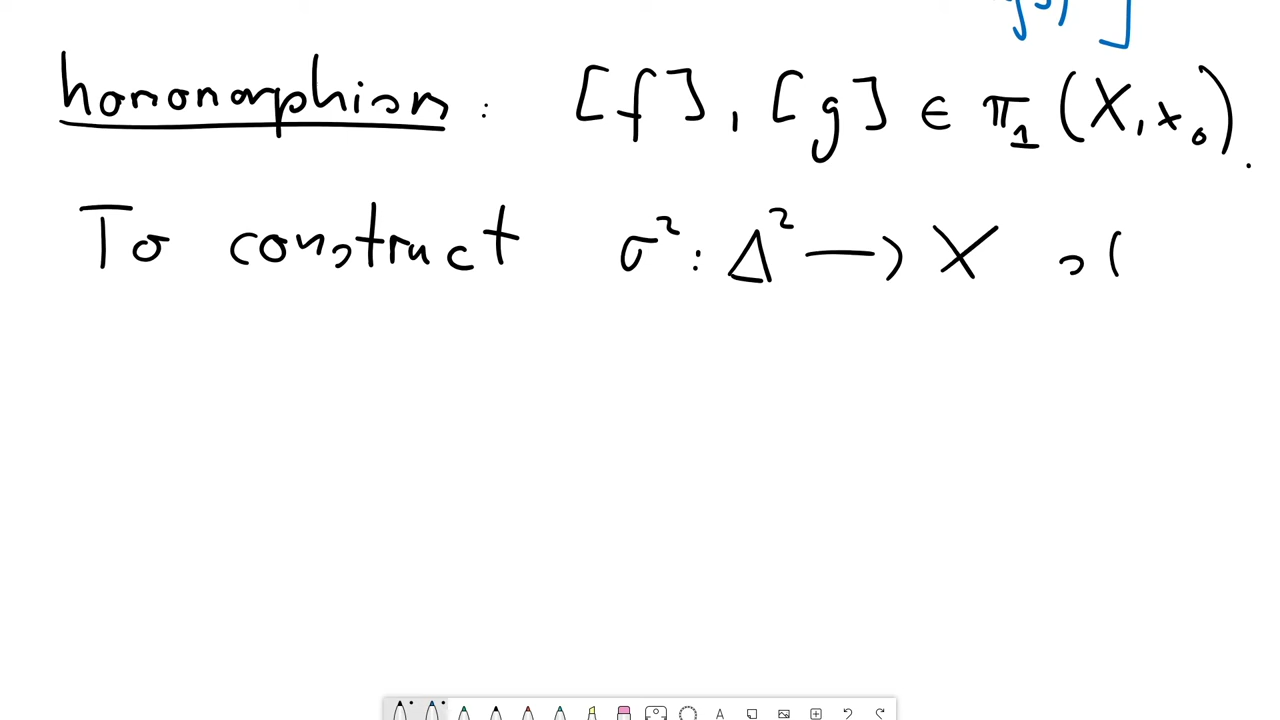 homomorphism : [f], [g] ∈ π₁(X, x₀).
To construct σ² : Δ² → X